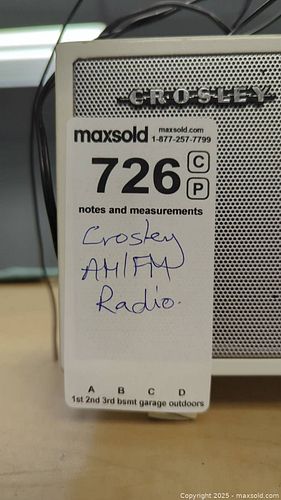 CROSLEY
maxsold maxsold.com
1-877-257-7799
726 C
P
notes and measurements
Crosley
AM/FM
Radio.
A B C D
1st 2nd 3rd bsmt garage outdoors
Copyright © 2025 - maxsold.com